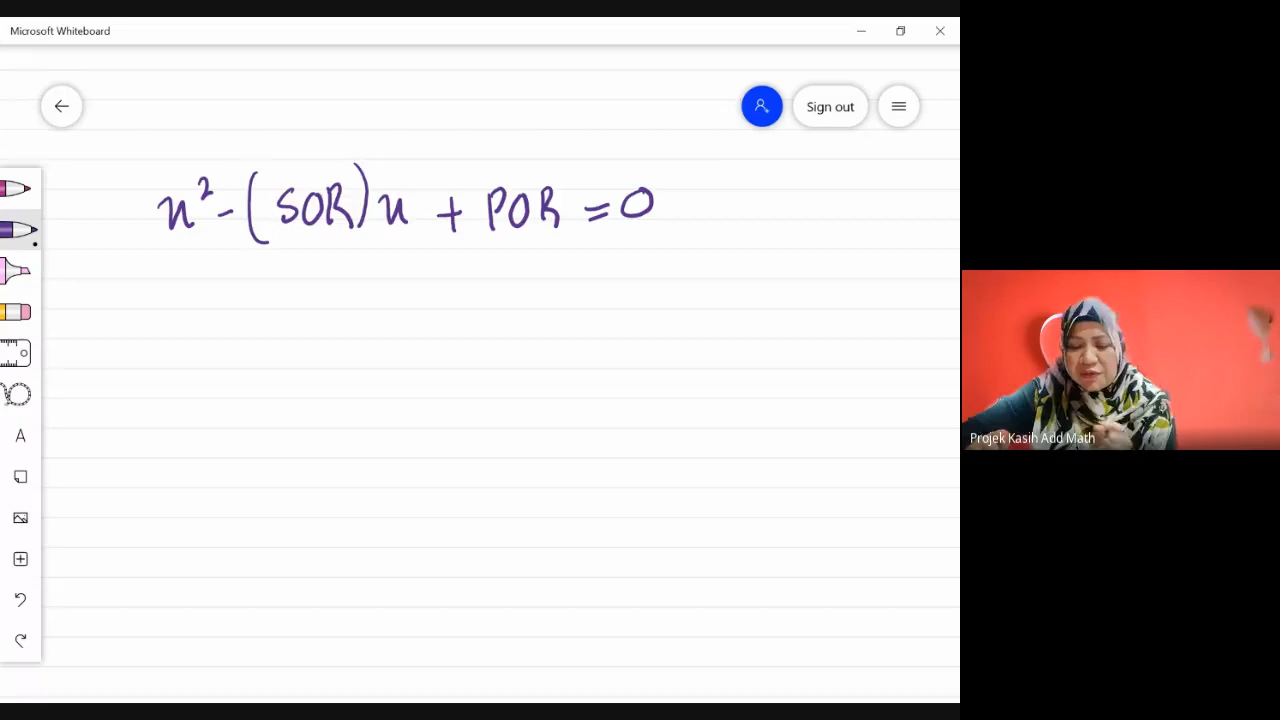 Microsoft Whiteboard
Sign out
x² - (SOR)x + POR = 0
A
Projek Kasih Add Math